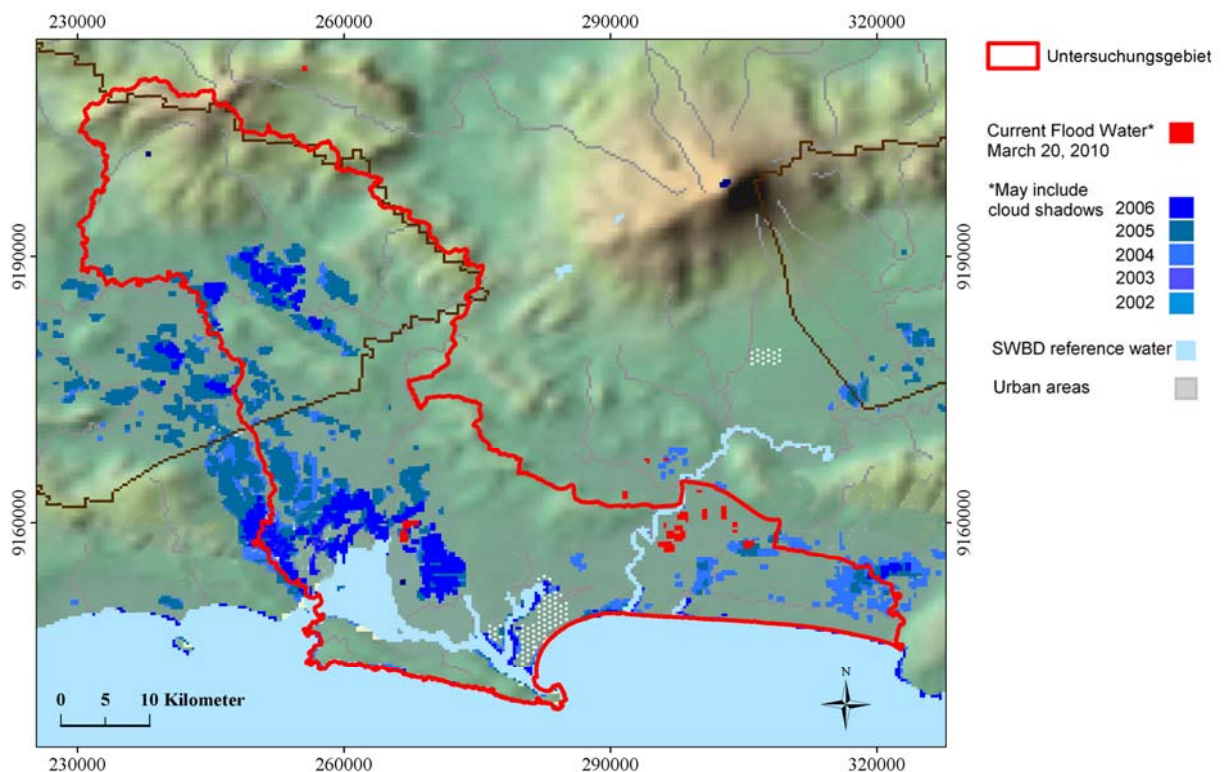 230000 260000 290000 320000
9190000 9190000
9160000 9160000
N
0 5 10 Kilometer
230000 260000 290000 320000
Untersuchungsgebiet
Current Flood Water*
March 20, 2010
*May include
cloud shadows
2006
2005
2004
2003
2002
SWBD reference water
Urban areas